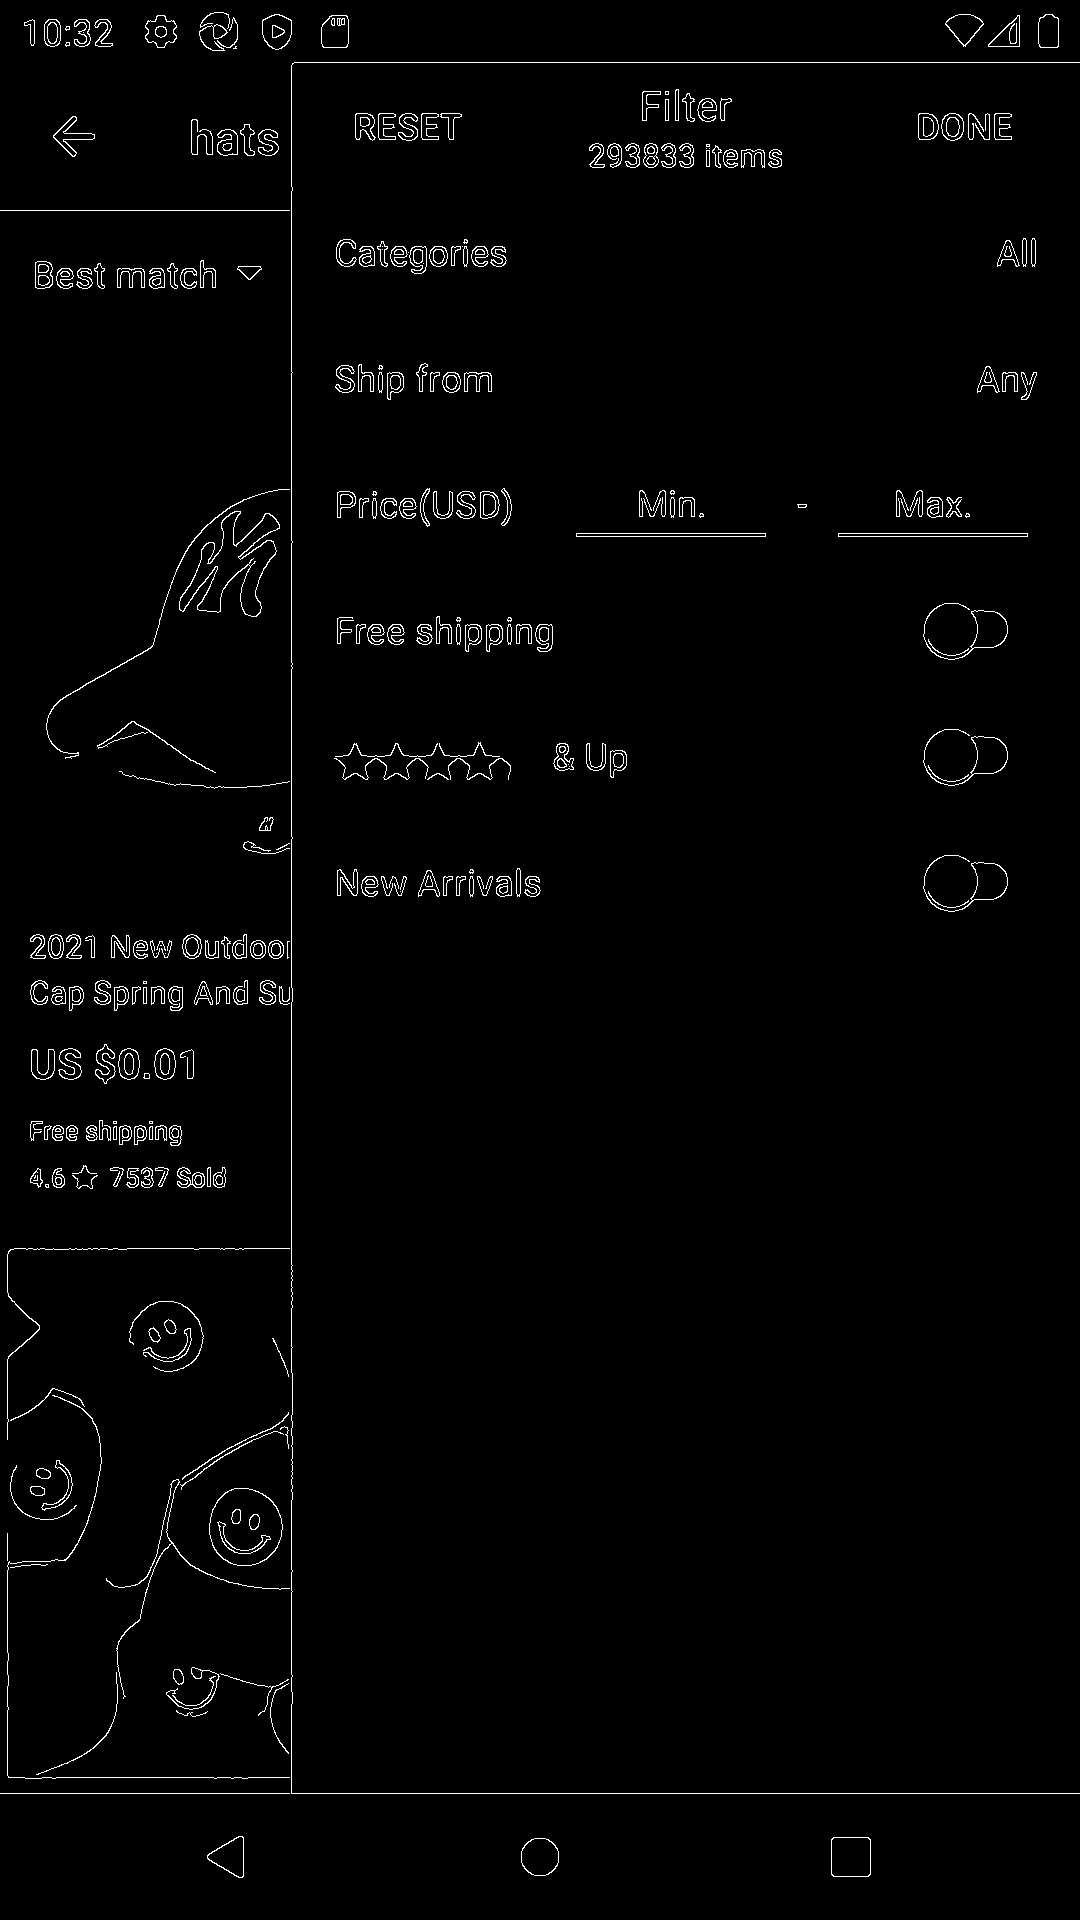 10:32
hats
RESET
Filter
293833 items
DONE
Best match
Categories
All
Ship from
Any
Price(USD)
Min.
-
Max.
Free shipping
& Up
New Arrivals
2021 New Outdoor
Cap Spring And Su
US $0.01
Free shipping
4.6 ☆ 7537 Sold